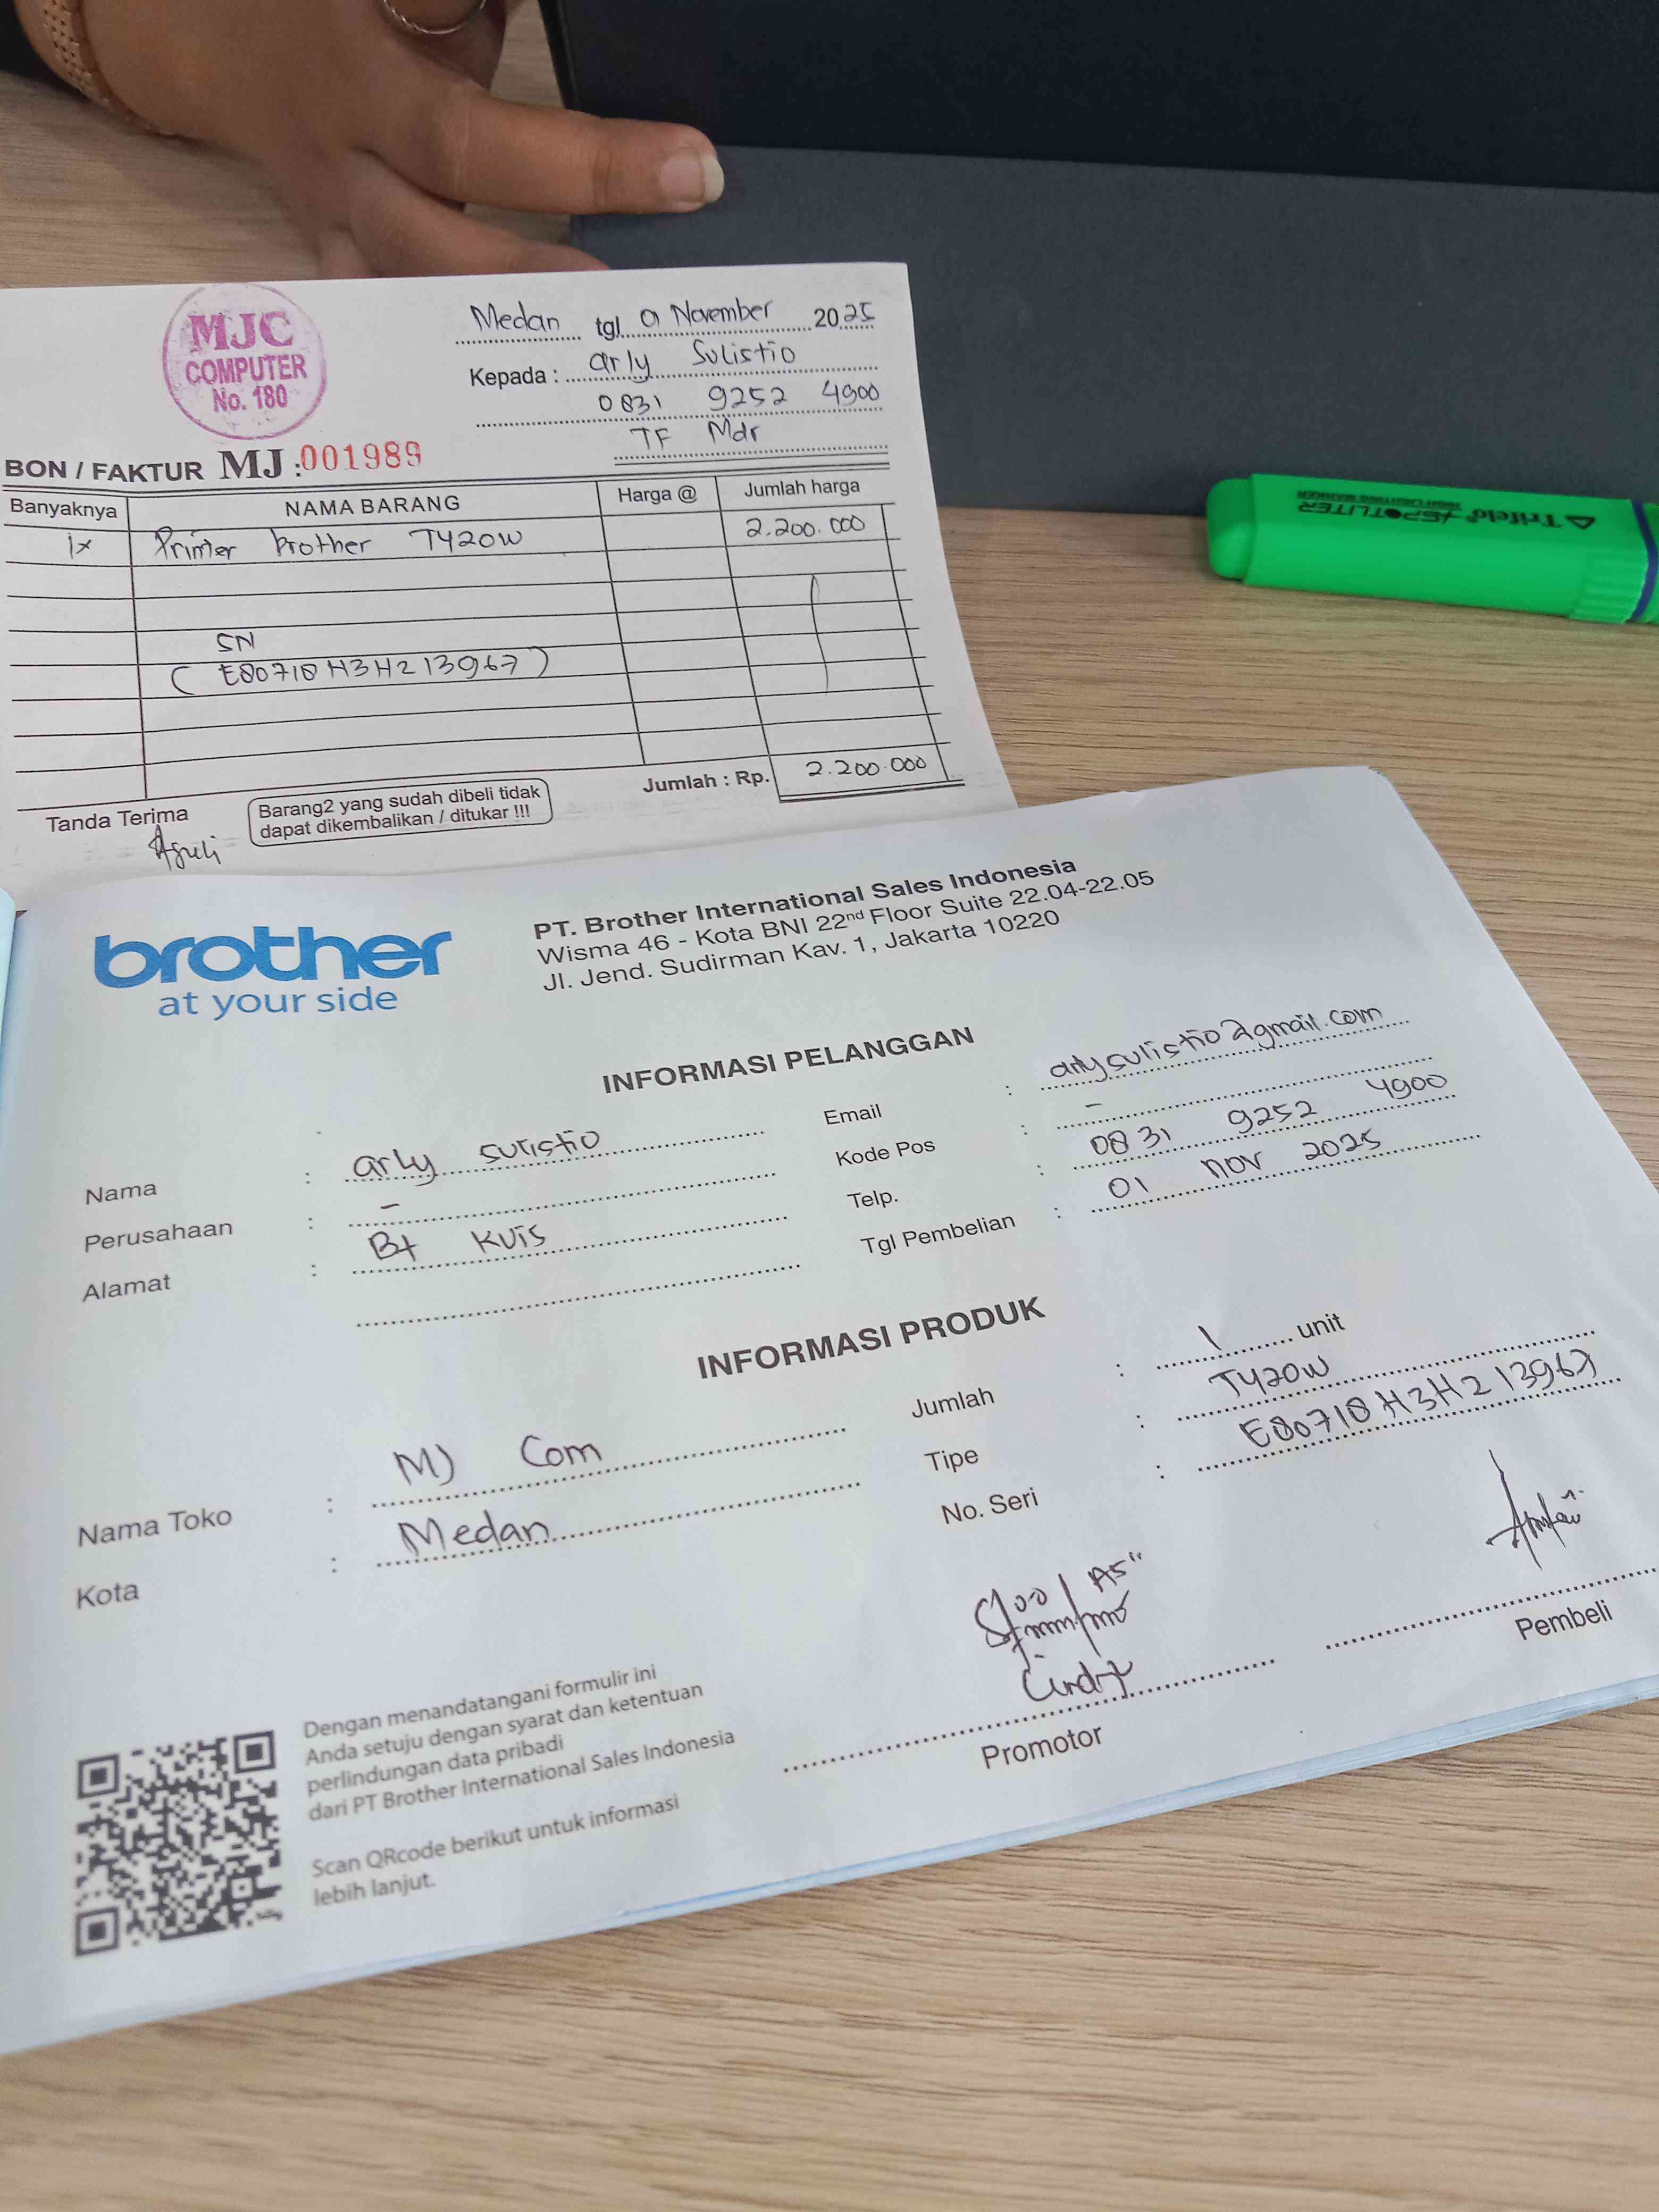 MJC
COMPUTER
No. 180
Medan tgl. 01 November 2025
Kepada : arly Sulistio
0831 9252 4900
TF Mdr
BON / FAKTUR MJ :001989
Banyaknya NAMA BARANG Harga @ Jumlah harga
1x Printer brother T420W 2.200.000
SN
( E80718H3H213967 )
Jumlah : Rp. 2.200.000
Tanda Terima
Barang2 yang sudah dibeli tidak
dapat dikembalikan / ditukar !!!
Trifelo SPOTLITER
HIGH LIGHTING MARKER
brother
at your side
PT. Brother International Sales Indonesia
Wisma 46 - Kota BNI 22nd Floor Suite 22.04-22.05
Jl. Jend. Sudirman Kav. 1, Jakarta 10220
INFORMASI PELANGGAN
Nama : arly sulistio
Perusahaan : -
Alamat : Bt Kuis
Email : arlysulistio@gmail.com
Kode Pos : -
Telp. : 0831 9252 4900
Tgl Pembelian : 01 Nov 2025
INFORMASI PRODUK
Nama Toko : MJ Com
Kota : Medan
Jumlah : 1 unit
Tipe : T420W
No. Seri : E80718H3H213967
Dengan menandatangani formulir ini
Anda setuju dengan syarat dan ketentuan
perlindungan data pribadi
dari PT Brother International Sales Indonesia
Scan QRcode berikut untuk informasi
lebih lanjut.
Promotor
Pembeli